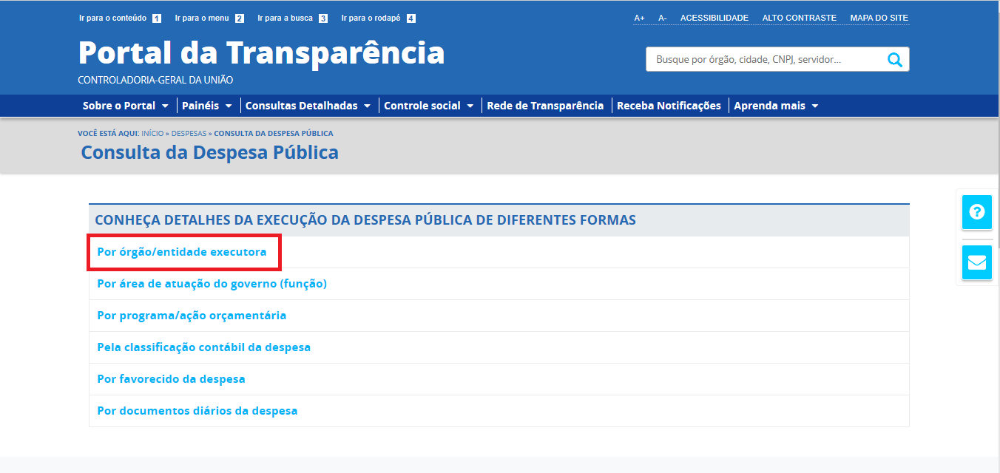 Ir para o conteúdo 1 Ir para o menu 2 Ir para a busca 3 Ir para o rodapé 4
A+ A- ACESSIBILIDADE ALTO CONTRASTE MAPA DO SITE
Portal da Transparência
CONTROLADORIA-GERAL DA UNIÃO
Busque por órgão, cidade, CNPJ, servidor...
Sobre o Portal Painéis Consultas Detalhadas Controle social Rede de Transparência Receba Notificações Aprenda mais
VOCÊ ESTÁ AQUI: INÍCIO » DESPESAS » CONSULTA DA DESPESA PÚBLICA
Consulta da Despesa Pública
CONHEÇA DETALHES DA EXECUÇÃO DA DESPESA PÚBLICA DE DIFERENTES FORMAS
Por órgão/entidade executora
Por área de atuação do governo (função)
Por programa/ação orçamentária
Pela classificação contábil da despesa
Por favorecido da despesa
Por documentos diários da despesa